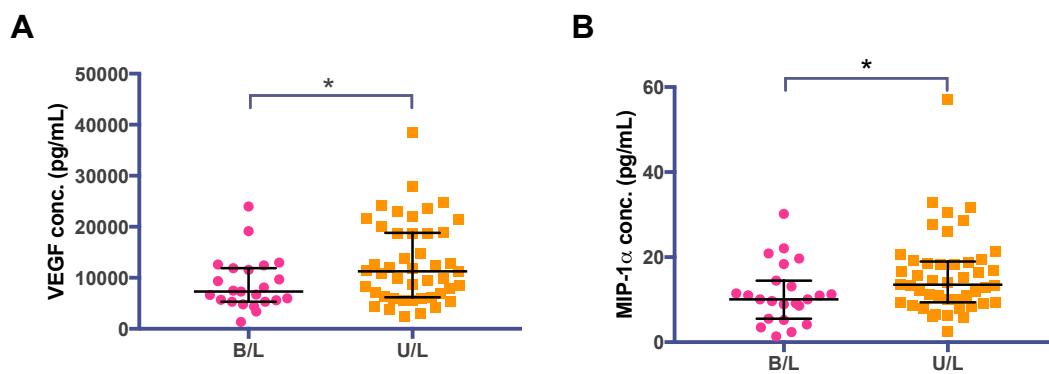 A
VEGF conc. (pg/mL)
50000
40000
30000
20000
10000
0
*
B/L
U/L
B
MIP-1α conc. (pg/mL)
60
40
20
0
*
B/L
U/L